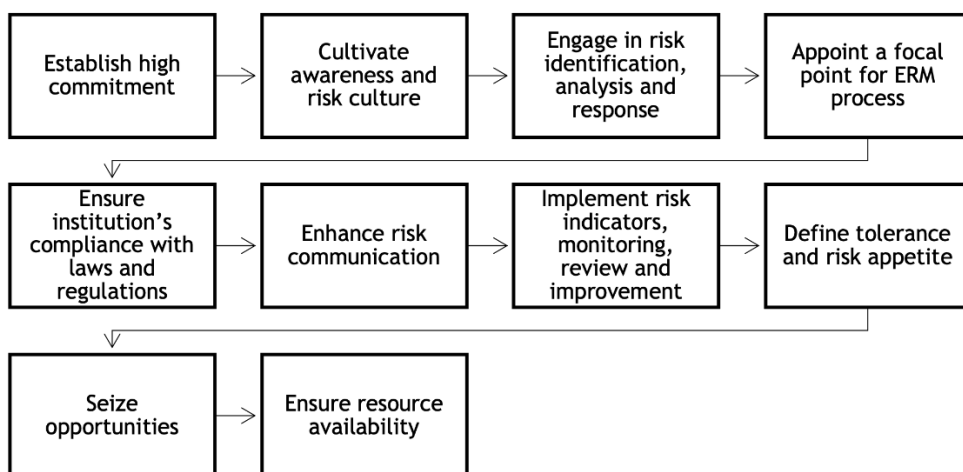 Establish high
commitment
Cultivate
awareness and
risk culture
Engage in risk
identification,
analysis and
response
Appoint a focal
point for ERM
process
Ensure
institution’s
compliance with
laws and
regulations
Enhance risk
communication
Implement risk
indicators,
monitoring,
review and
improvement
Define tolerance
and risk appetite
Seize
opportunities
Ensure resource
availability